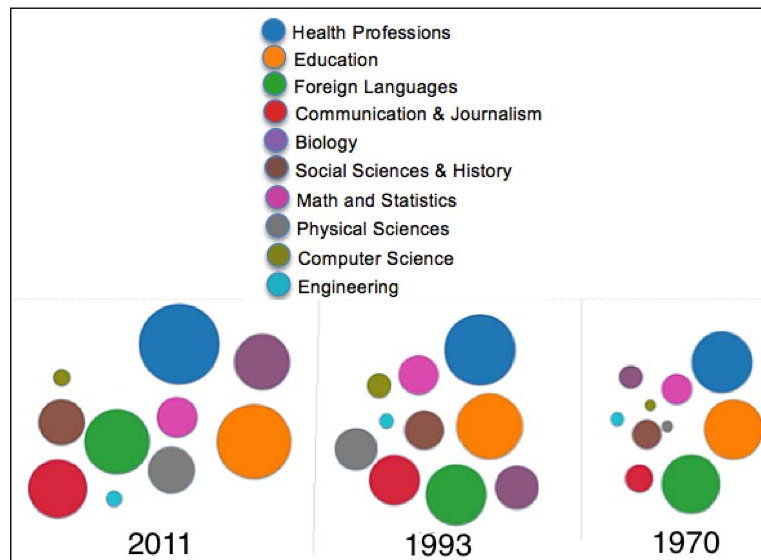 Health Professions
Education
Foreign Languages
Communication & Journalism
Biology
Social Sciences & History
Math and Statistics
Physical Sciences
Computer Science
Engineering
2011
1993
1970